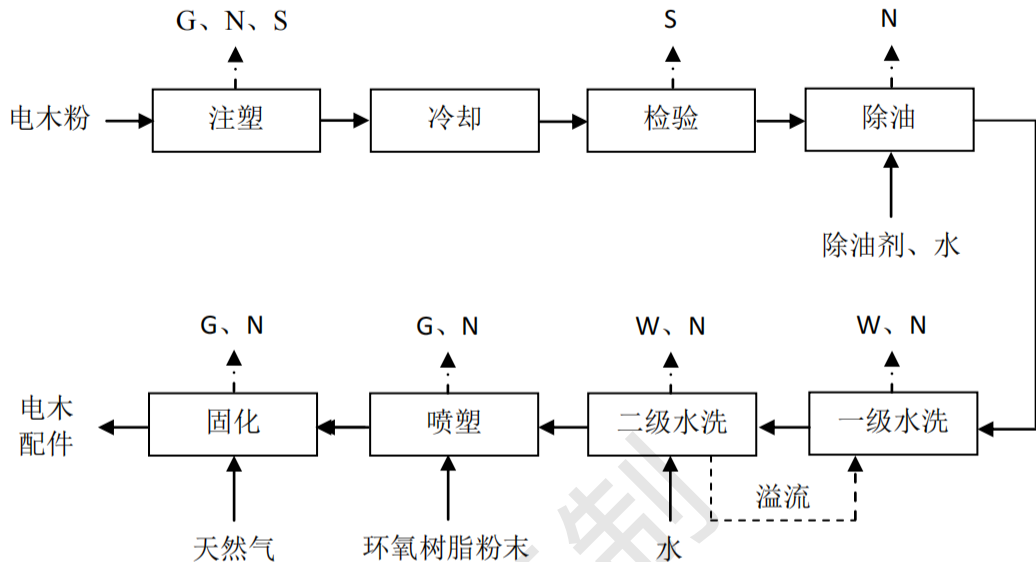 G、N、S
S
N
电木粉
注塑
冷却
检验
除油
除油剂、水
G、N
G、N
W、N
W、N
电木
配件
固化
喷塑
二级水洗
一级水洗
溢流
天然气
环氧树脂粉末
水
制